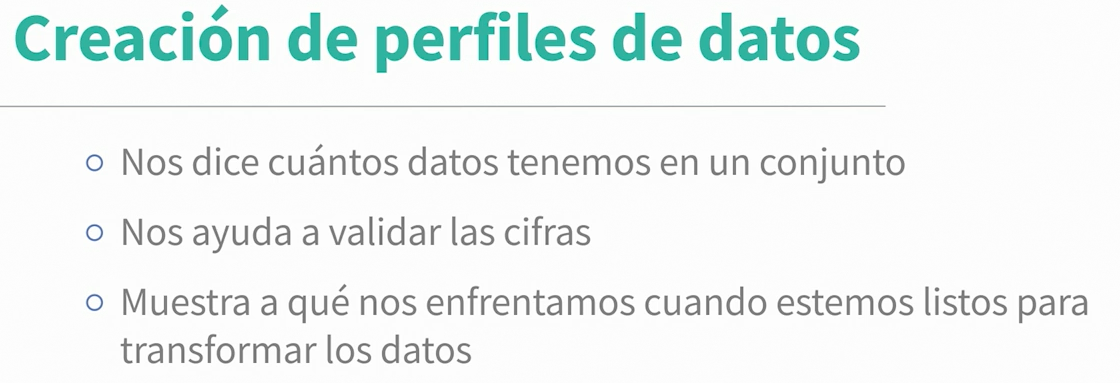 Creación de perfiles de datos
Nos dice cuántos datos tenemos en un conjunto
Nos ayuda a validar las cifras
Muestra a qué nos enfrentamos cuando estemos listos para
transformar los datos